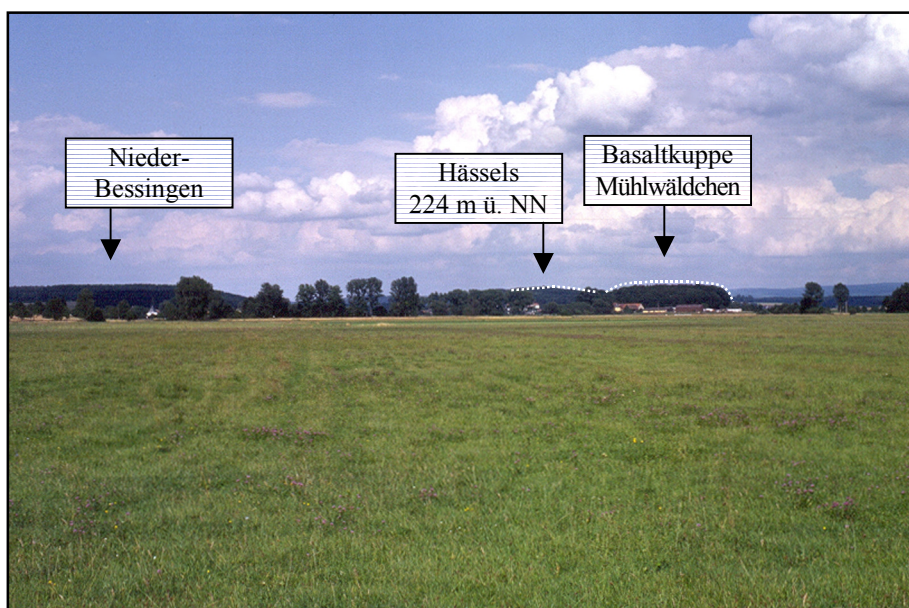 Nieder-
Bessingen
Hässels
224 m ü. NN
Basaltkuppe
Mühlwäldchen